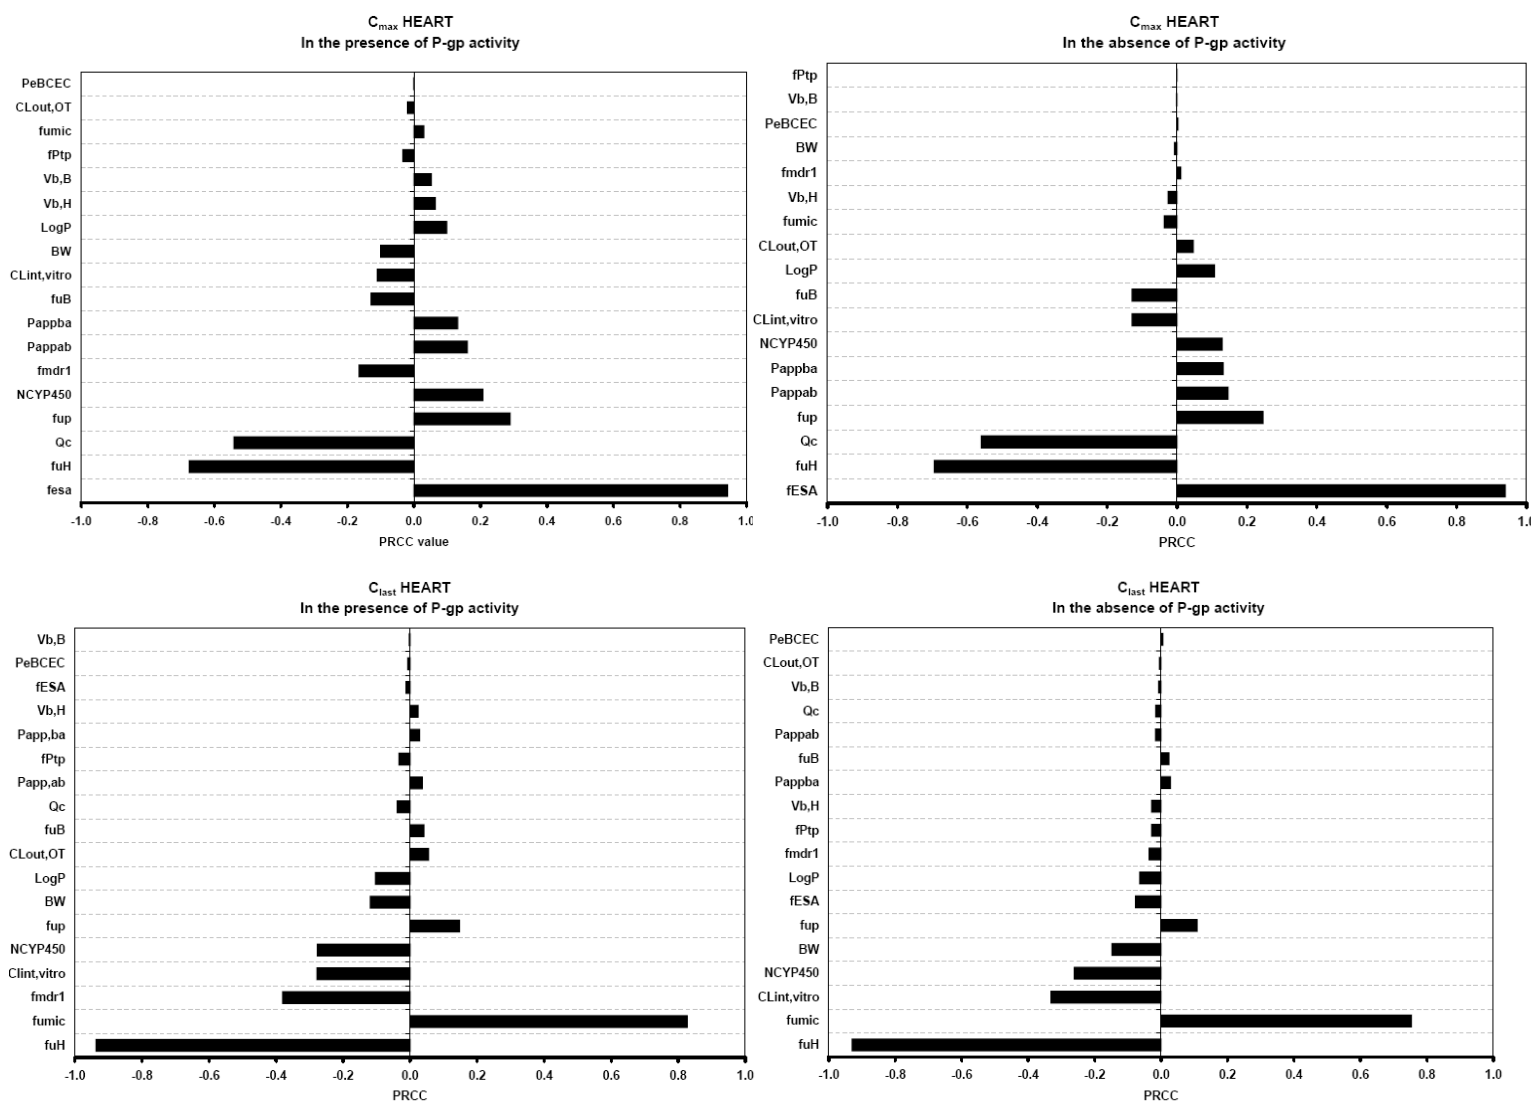 Cmax HEART
In the presence of P-gp activity
PeBCEC
CLout,OT
fumic
fPtp
Vb,B
Vb,H
LogP
BW
CLint,vitro
fuB
Pappba
Pappab
fmdr1
NCYP450
fup
Qc
fuH
fesa
-1.0 -0.8 -0.6 -0.4 -0.2 0.0 0.2 0.4 0.6 0.8 1.0
PRCC value
Cmax HEART
In the absence of P-gp activity
fPtp
Vb,B
PeBCEC
BW
fmdr1
Vb,H
fumic
CLout,OT
LogP
fuB
CLint,vitro
NCYP450
Pappba
Pappab
fup
Qc
fuH
fESA
-1.0 -0.8 -0.6 -0.4 -0.2 0.0 0.2 0.4 0.6 0.8 1.0
PRCC
Clast HEART
In the presence of P-gp activity
Vb,B
PeBCEC
fESA
Vb,H
Papp,ba
fPtp
Papp,ab
Qc
fuB
CLout,OT
LogP
BW
fup
NCYP450
Clint,vitro
fmdr1
fumic
fuH
-1.0 -0.8 -0.6 -0.4 -0.2 0.0 0.2 0.4 0.6 0.8 1.0
PRCC
Clast HEART
In the absence of P-gp activity
PeBCEC
CLout,OT
Vb,B
Qc
Pappab
fuB
Pappba
Vb,H
fPtp
fmdr1
LogP
fESA
fup
BW
NCYP450
CLint,vitro
fumic
fuH
-1.0 -0.8 -0.6 -0.4 -0.2 0.0 0.2 0.4 0.6 0.8 1.0
PRCC